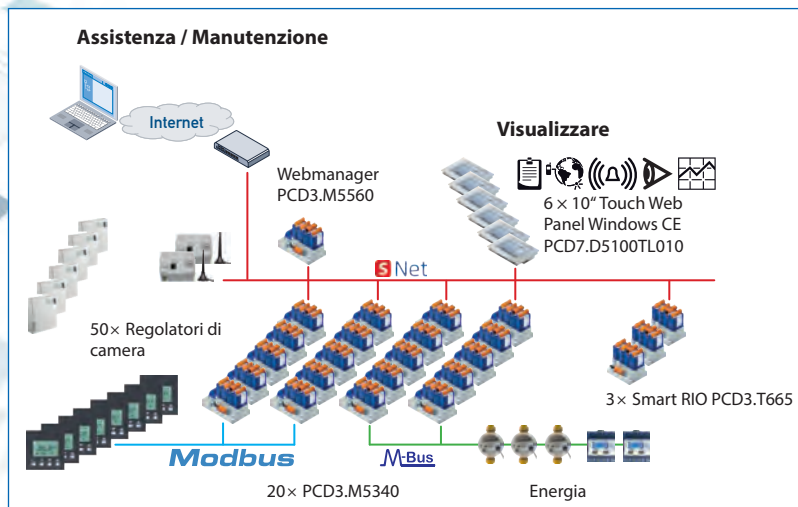 Assistenza / Manutenzione
Internet
Visualizzare
Webmanager
PCD3.M5560
6 × 10“ Touch Web
Panel Windows CE
PCD7.D5100TL010
S Net
50× Regolatori di
camera
3× Smart RIO PCD3.T665
Modbus
M-Bus
20× PCD3.M5340
Energia